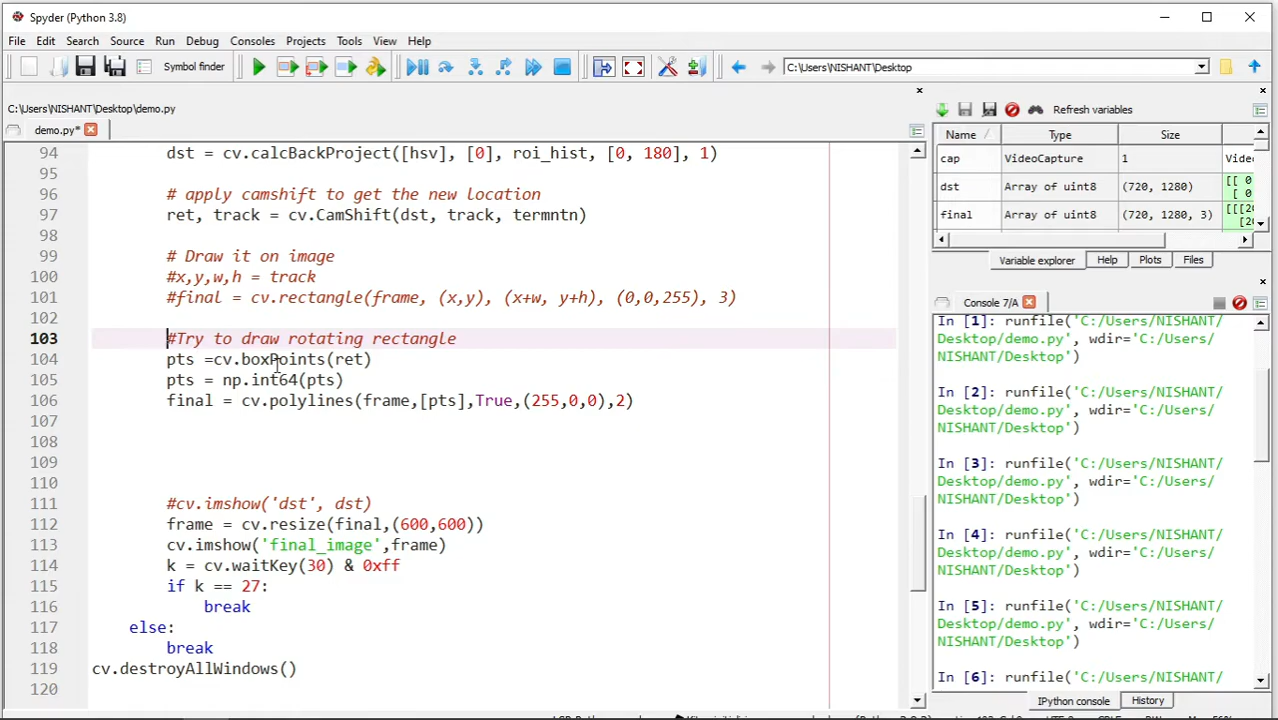 Spyder (Python 3.8)
File Edit Search Source Run Debug Consoles Projects Tools View Help
Symbol finder
C:\Users\NISHANT\Desktop
C:\Users\NISHANT\Desktop\demo.py
demo.py*
94 dst = cv.calcBackProject([hsv], [0], roi_hist, [0, 180], 1)
95
96 # apply camshift to get the new location
97 ret, track = cv.CamShift(dst, track, termntn)
98
99 # Draw it on image
100 #x,y,w,h = track
101 #final = cv.rectangle(frame, (x,y), (x+w, y+h), (0,0,255), 3)
102
103 #Try to draw rotating rectangle
104 pts =cv.boxPoints(ret)
105 pts = np.int64(pts)
106 final = cv.polylines(frame,[pts],True,(255,0,0),2)
107
108
109
110
111 #cv.imshow('dst', dst)
112 frame = cv.resize(final,(600,600))
113 cv.imshow('final_image',frame)
114 k = cv.waitKey(30) & 0xff
115 if k == 27:
116 break
117 else:
118 break
119 cv.destroyAllWindows()
120
Refresh variables
Name Type Size
cap VideoCapture 1 Video
dst Array of uint8 (720, 1280) [[ 0
[ 0
final Array of uint8 (720, 1280, 3) [[[20
[20
Variable explorer Help Plots Files
Console 7/A
In [1]: runfile('C:/Users/NISHANT/
Desktop/demo.py', wdir='C:/Users/
NISHANT/Desktop')
In [2]: runfile('C:/Users/NISHANT/
Desktop/demo.py', wdir='C:/Users/
NISHANT/Desktop')
In [3]: runfile('C:/Users/NISHANT/
Desktop/demo.py', wdir='C:/Users/
NISHANT/Desktop')
In [4]: runfile('C:/Users/NISHANT/
Desktop/demo.py', wdir='C:/Users/
NISHANT/Desktop')
In [5]: runfile('C:/Users/NISHANT/
Desktop/demo.py', wdir='C:/Users/
NISHANT/Desktop')
In [6]: runfile('C:/Users/NISHANT/
IPython console History